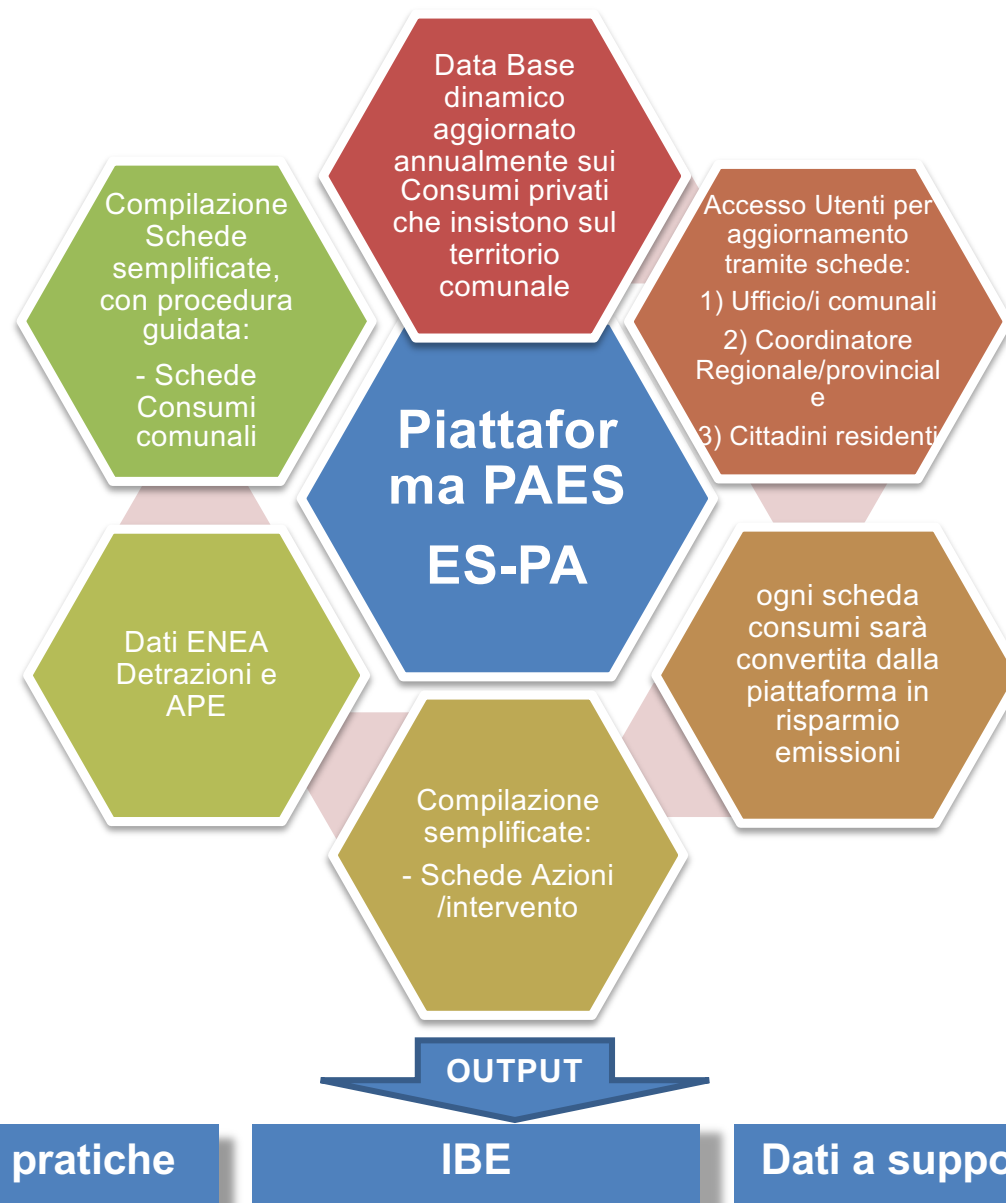 Data Base
dinamico
aggiornato
annualmente sui
Consumi privati
che insistono sul
territorio
comunale
Compilazione
Schede
semplificate,
con procedura
guidata:
- Schede
Consumi
comunali
Accesso Utenti per
aggiornamento
tramite schede:
1) Ufficio/i comunali
2) Coordinatore
Regionale/provincial
e
3) Cittadini residenti
Piattafor
ma PAES
ES-PA
Dati ENEA
Detrazioni e
APE
ogni scheda
consumi sarà
convertita dalla
piattaforma in
risparmio
emissioni
Compilazione
semplificate:
- Schede Azioni
/intervento
OUTPUT
pratiche
IBE
Dati a suppo